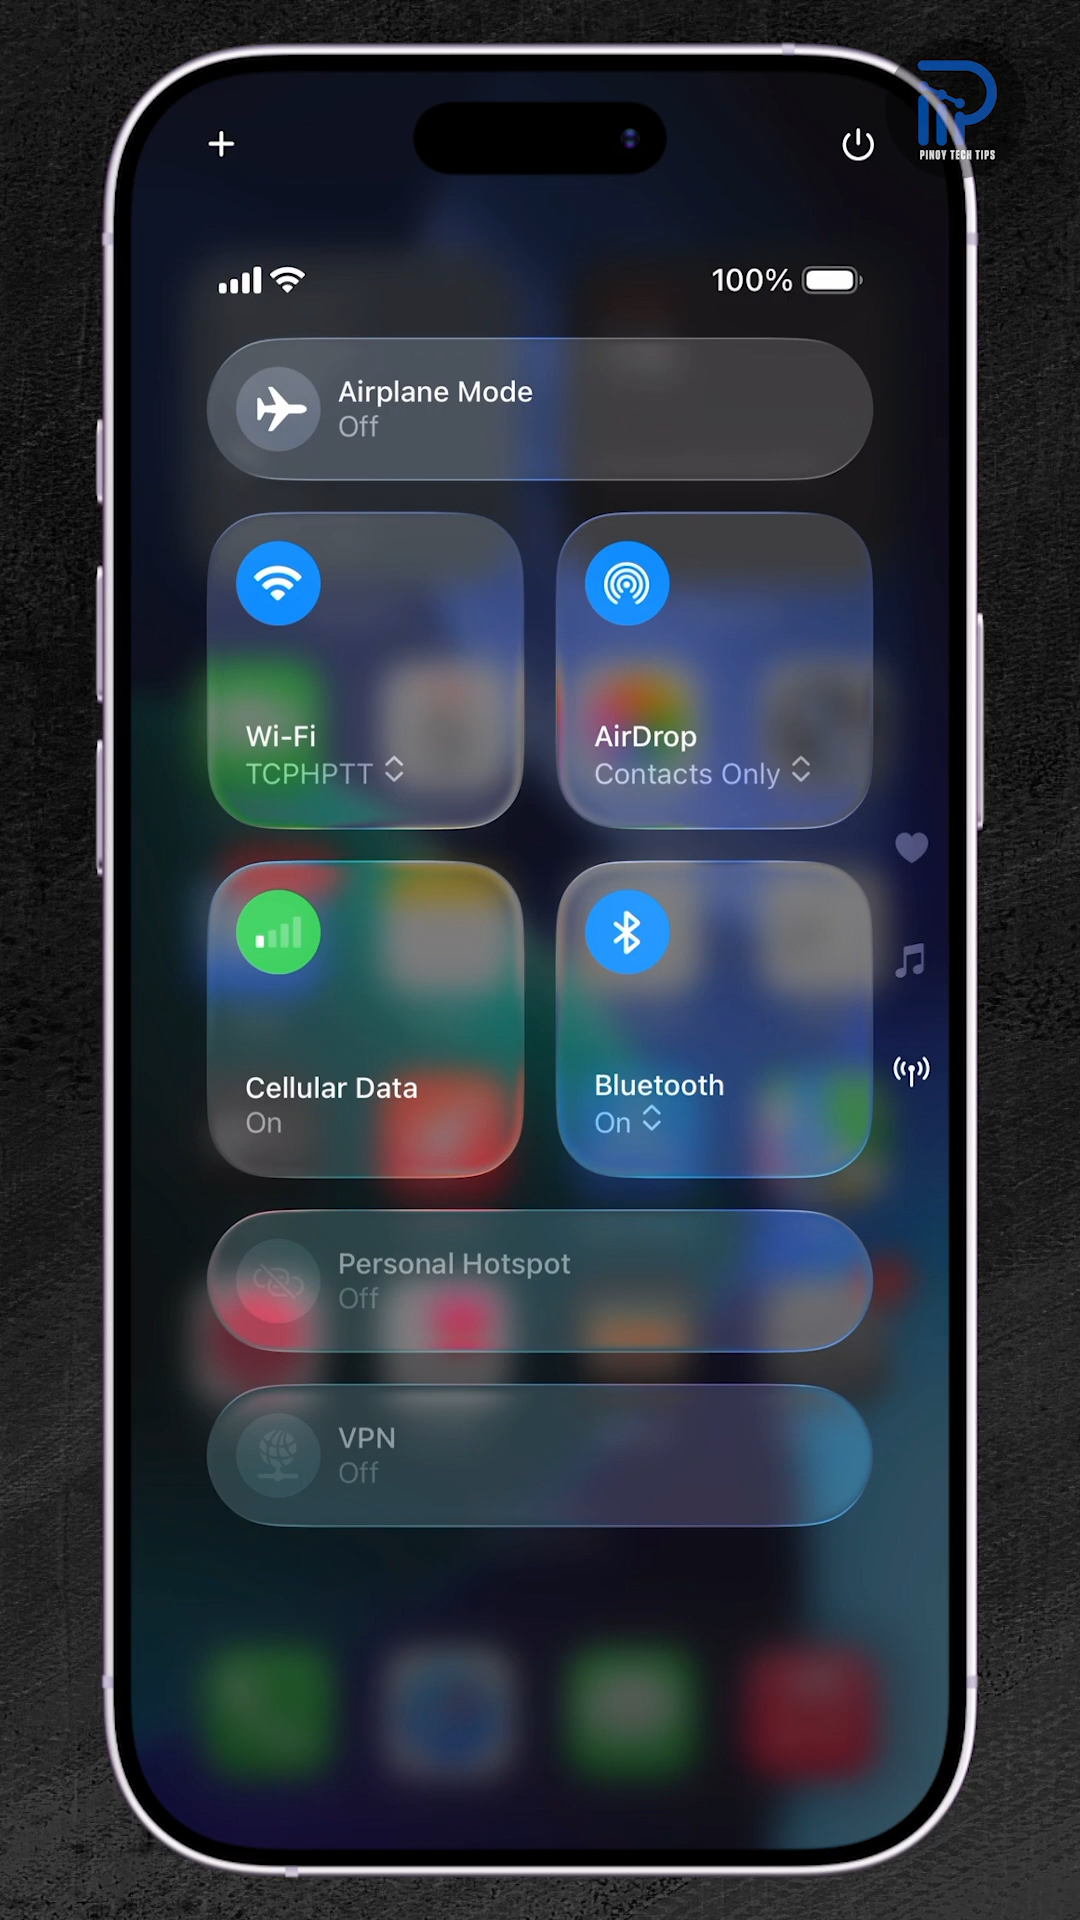 PINOY TECH TIPS
100%
Airplane Mode
Off
Wi-Fi
TCPHPTT
AirDrop
Contacts Only
Cellular Data
On
Bluetooth
On
Personal Hotspot
Off
VPN
Off